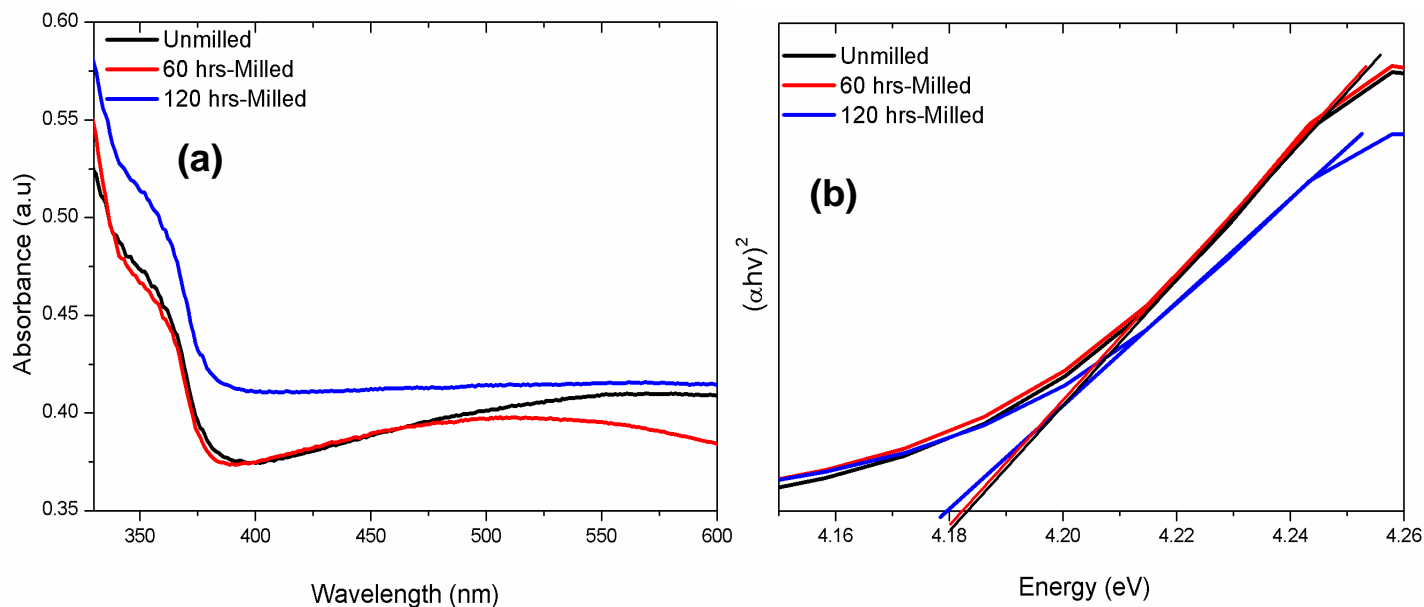 0.60
0.55
0.50
0.45
0.40
0.35
Absorbance (a.u)
Unmilled
60 hrs-Milled
120 hrs-Milled
(a)
350 400 450 500 550 600
Wavelength (nm)
(αhν)²
Unmilled
60 hrs-Milled
120 hrs-Milled
(b)
4.16 4.18 4.20 4.22 4.24 4.26
Energy (eV)